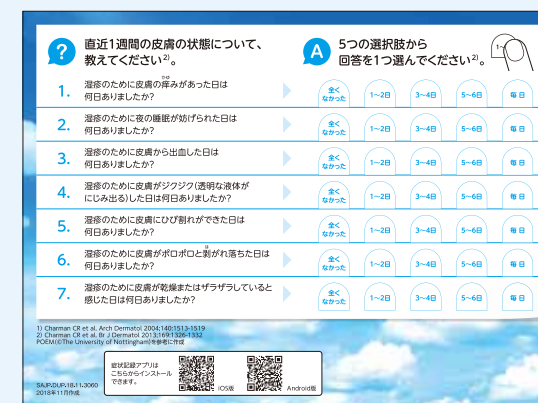 ? 直近1週間の皮膚の状態について、
教えてください2)。
A 5つの選択肢から
回答を1つ選んでください2)。
1. 湿疹のために皮膚の痒みがあった日は
何日ありましたか?
全く
なかった 1〜2日 3〜4日 5〜6日 毎日
2. 湿疹のために夜の睡眠が妨げられた日は
何日ありましたか?
全く
なかった 1〜2日 3〜4日 5〜6日 毎日
3. 湿疹のために皮膚から出血した日は
何日ありましたか?
全く
なかった 1〜2日 3〜4日 5〜6日 毎日
4. 湿疹のために皮膚がジクジク(透明な液体が
にじみ出る)した日は何日ありましたか?
全く
なかった 1〜2日 3〜4日 5〜6日 毎日
5. 湿疹のために皮膚にひび割れができた日は
何日ありましたか?
全く
なかった 1〜2日 3〜4日 5〜6日 毎日
6. 湿疹のために皮膚がポロポロと剝がれ落ちた日は
何日ありましたか?
全く
なかった 1〜2日 3〜4日 5〜6日 毎日
7. 湿疹のために皮膚が乾燥またはザラザラしていると
感じた日は何日ありましたか?
全く
なかった 1〜2日 3〜4日 5〜6日 毎日
1) Charman CR et al. Arch Dermatol 2004;140:1513-1519
2) Charman CR et al. Br J Dermatol 2013;169:1326-1332
POEM(©The University of Nottingham)を参考に作成
症状記録アプリは
こちらからインストール
できます。
iOS版
Android版
SAJP.DUP.18.11.3060
2018年11月作成